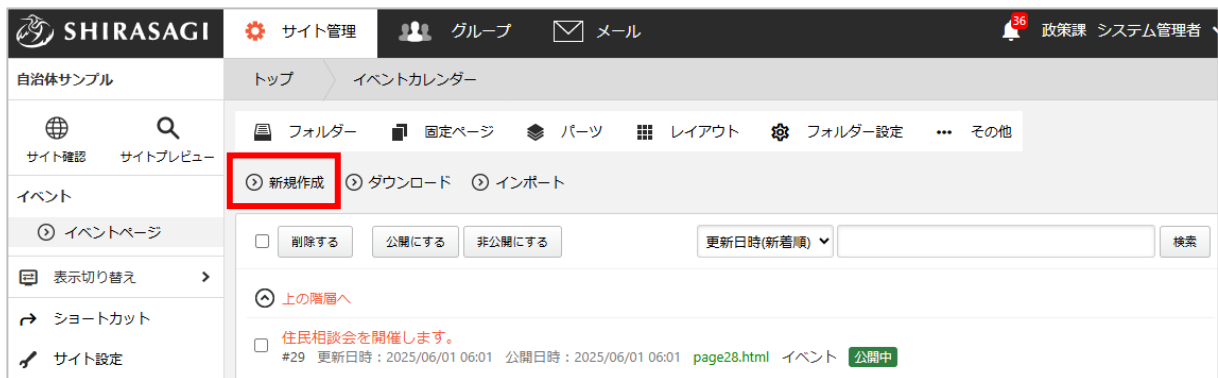 SHIRASAGI サイト管理 グループ メール 36 政策課 システム管理者
自治体サンプル トップ イベントカレンダー
フォルダー 固定ページ パーツ レイアウト フォルダー設定 ••• その他
サイト確認 サイトプレビュー
新規作成 ダウンロード インポート
イベント
イベントページ
削除する 公開にする 非公開にする 更新日時(新着順) 検索
表示切り替え
上の階層へ
ショートカット
住民相談会を開催します。
#29 更新日時：2025/06/01 06:01 公開日時：2025/06/01 06:01 page28.html イベント 公開中
サイト設定